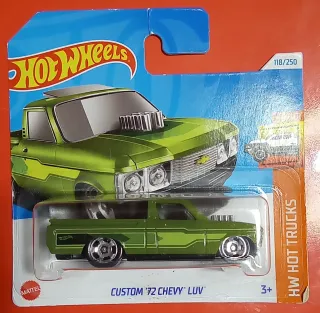 HOT WHEELS
118/250
HW HOT TRUCKS
MATTEL
CUSTOM '72 CHEVY LUV
3+